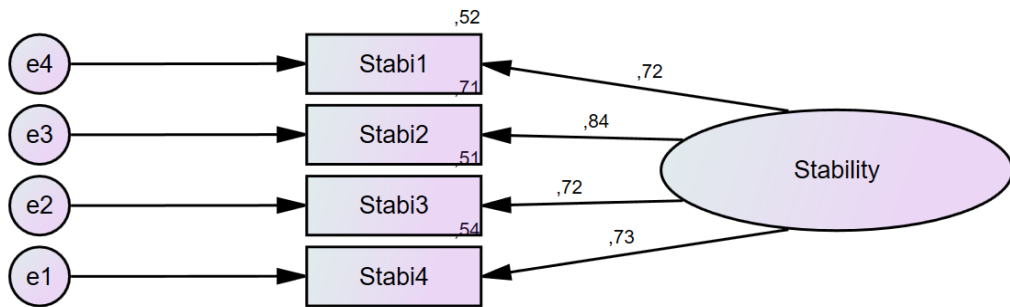 ,52
e4 Stabi1 ,72
,71
e3 Stabi2 ,84
,51
Stability
e2 Stabi3 ,72
,54
e1 Stabi4 ,73